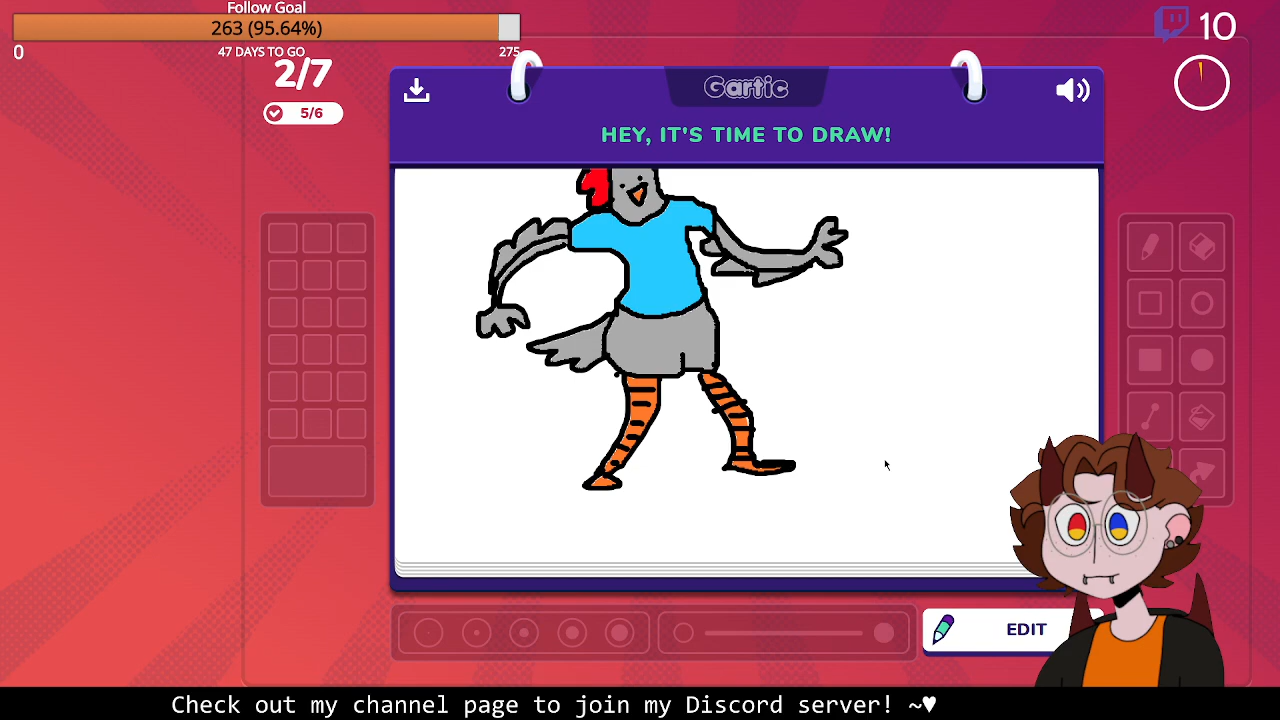 Follow Goal
263 (95.64%)
0
47 DAYS TO GO
275
2/7
5/6
10
Gartic
HEY, IT'S TIME TO DRAW!
EDIT
Check out my channel page to join my Discord server! ~♥